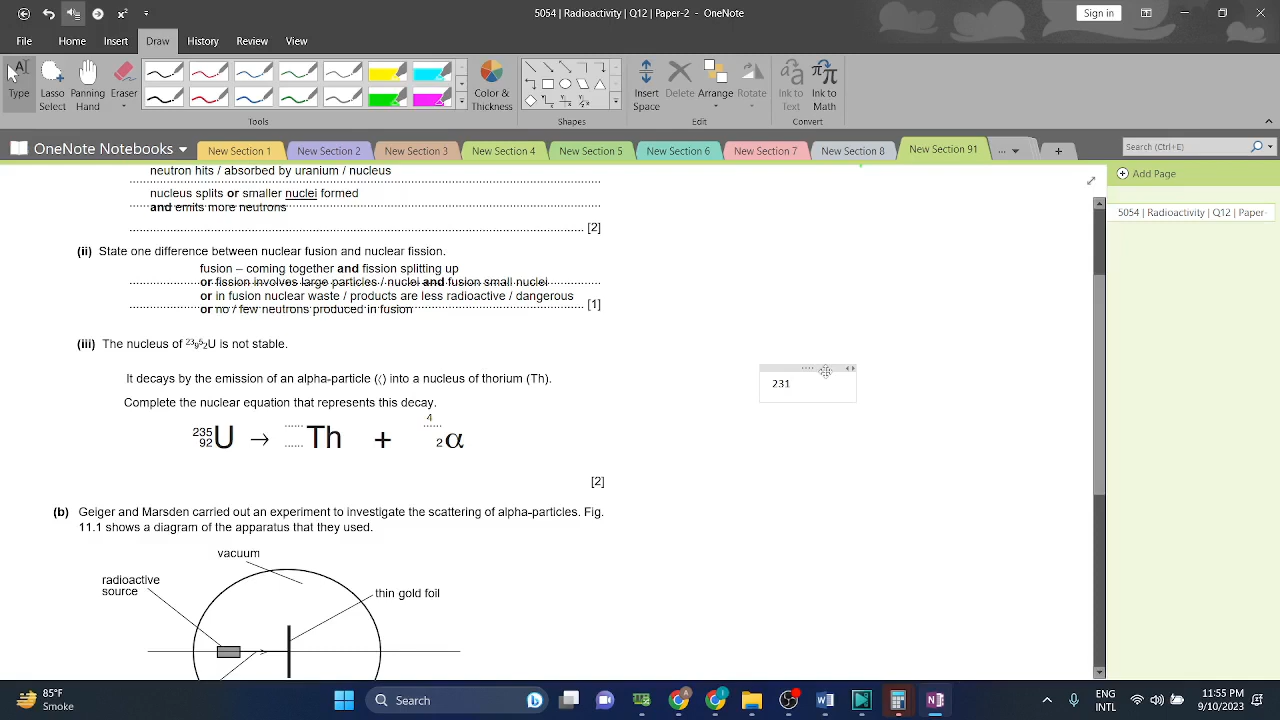 5054 | Radioactivity | Q12 | Paper-2 - OneNote
Sign in
File Home Insert Draw History Review View
Type
Lasso Select
Panning Hand
Eraser
Color & Thickness
Insert Space
Delete
Arrange
Rotate
Ink to Text
Ink to Math
Tools
Shapes
Edit
Convert
OneNote Notebooks
New Section 1
New Section 2
New Section 3
New Section 4
New Section 5
New Section 6
New Section 7
New Section 8
New Section 91
...
Search (Ctrl+E)
Add Page
5054 | Radioactivity | Q12 | Paper-
neutron hits / absorbed by uranium / nucleus
nucleus splits or smaller nuclei formed
and emits more neutrons
[2]
(ii) State one difference between nuclear fusion and nuclear fission.
fusion – coming together and fission splitting up
or fission involves large particles / nuclei and fusion small nuclei
or in fusion nuclear waste / products are less radioactive / dangerous
or no / few neutrons produced in fusion
[1]
(iii) The nucleus of ²³₉⁵₂U is not stable.
231
It decays by the emission of an alpha-particle (〈) into a nucleus of thorium (Th).
Complete the nuclear equation that represents this decay.
4
235
92 U → Th + 2 α
[2]
(b) Geiger and Marsden carried out an experiment to investigate the scattering of alpha-particles. Fig.
11.1 shows a diagram of the apparatus that they used.
vacuum
radioactive
source
thin gold foil
85°F
Smoke
Search
ENG
INTL
11:55 PM
9/10/2023